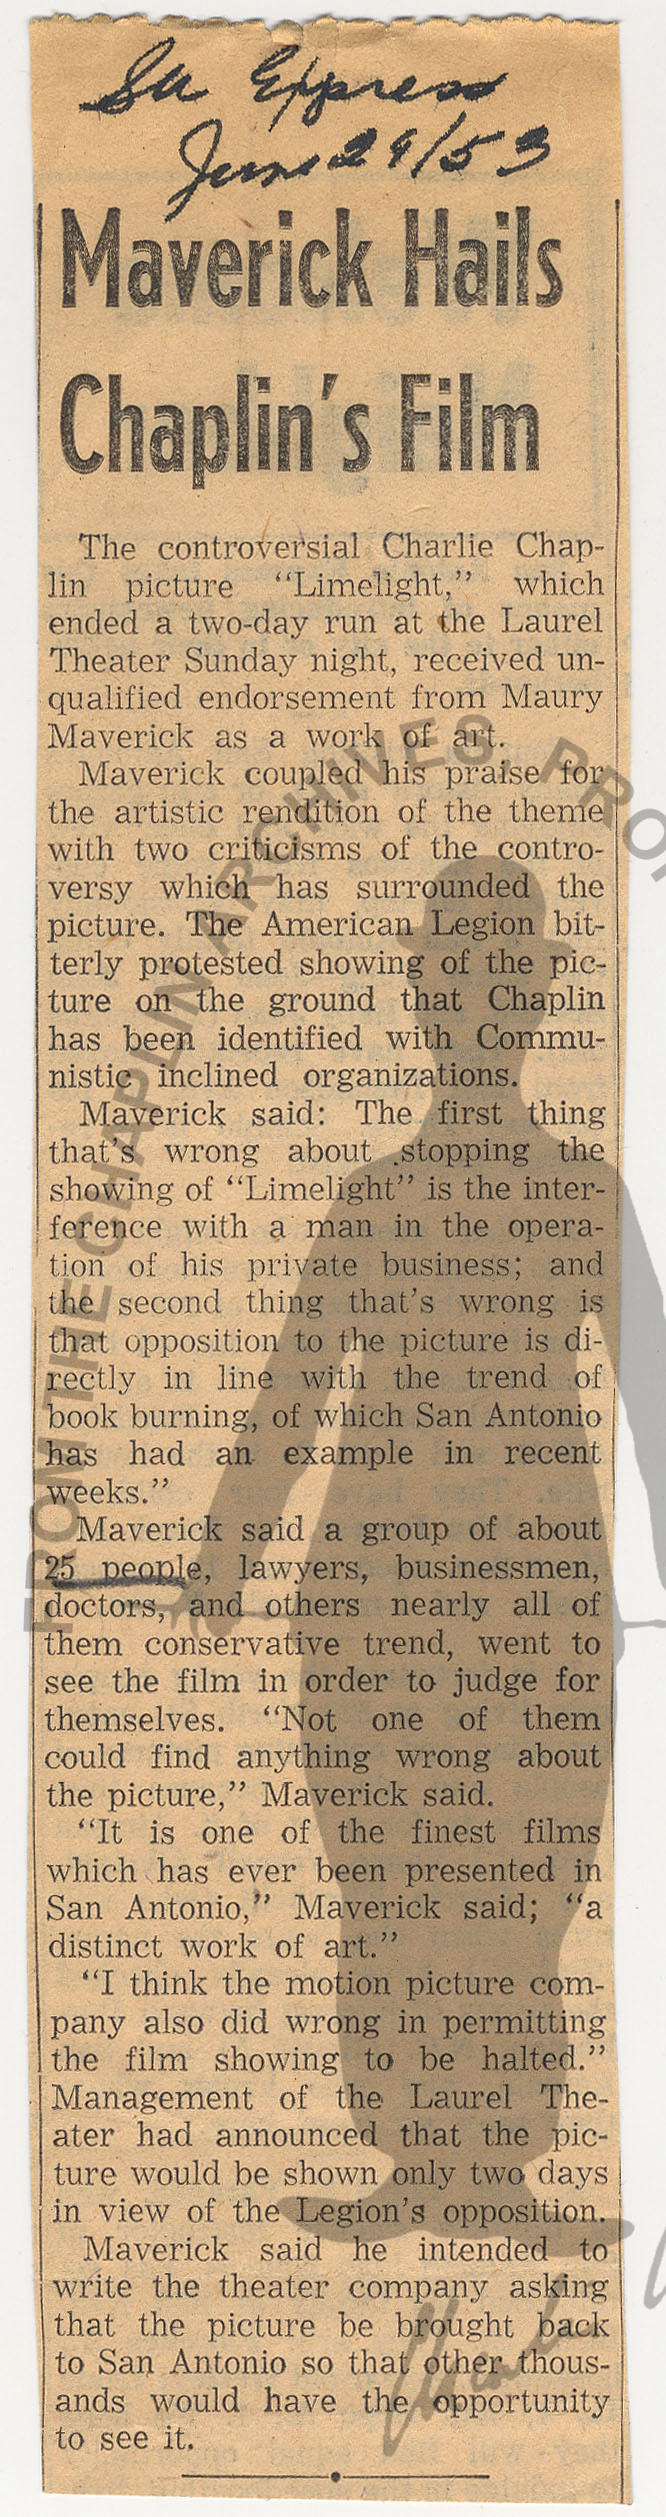 SA Express
June 29/53
Maverick Hails
Chaplin's Film
The controversial Charlie Chap-
lin picture “Limelight,” which
ended a two-day run at the Laurel
Theater Sunday night, received un-
qualified endorsement from Maury
Maverick as a work of art.
Maverick coupled his praise for
the artistic rendition of the theme
with two criticisms of the contro-
versy which has surrounded the
picture. The American Legion bit-
terly protested showing of the pic-
ture on the ground that Chaplin
has been identified with Commu-
nistic inclined organizations.
Maverick said: The first thing
that's wrong about stopping the
showing of “Limelight” is the inter-
ference with a man in the opera-
tion of his private business; and
the second thing that's wrong is
that opposition to the picture is di-
rectly in line with the trend of
book burning, of which San Antonio
has had an example in recent
weeks.”
Maverick said a group of about
25 people, lawyers, businessmen,
doctors, and others nearly all of
them conservative trend, went to
see the film in order to judge for
themselves. “Not one of them
could find anything wrong about
the picture,” Maverick said.
“It is one of the finest films
which has ever been presented in
San Antonio,” Maverick said; “a
distinct work of art.”
“I think the motion picture com-
pany also did wrong in permitting
the film showing to be halted.”
Management of the Laurel The-
ater had announced that the pic-
ture would be shown only two days
in view of the Legion's opposition.
Maverick said he intended to
write the theater company asking
that the picture be brought back
to San Antonio so that other thous-
ands would have the opportunity
to see it.
FROM THE CHAPLIN ARCHIVES, PRO